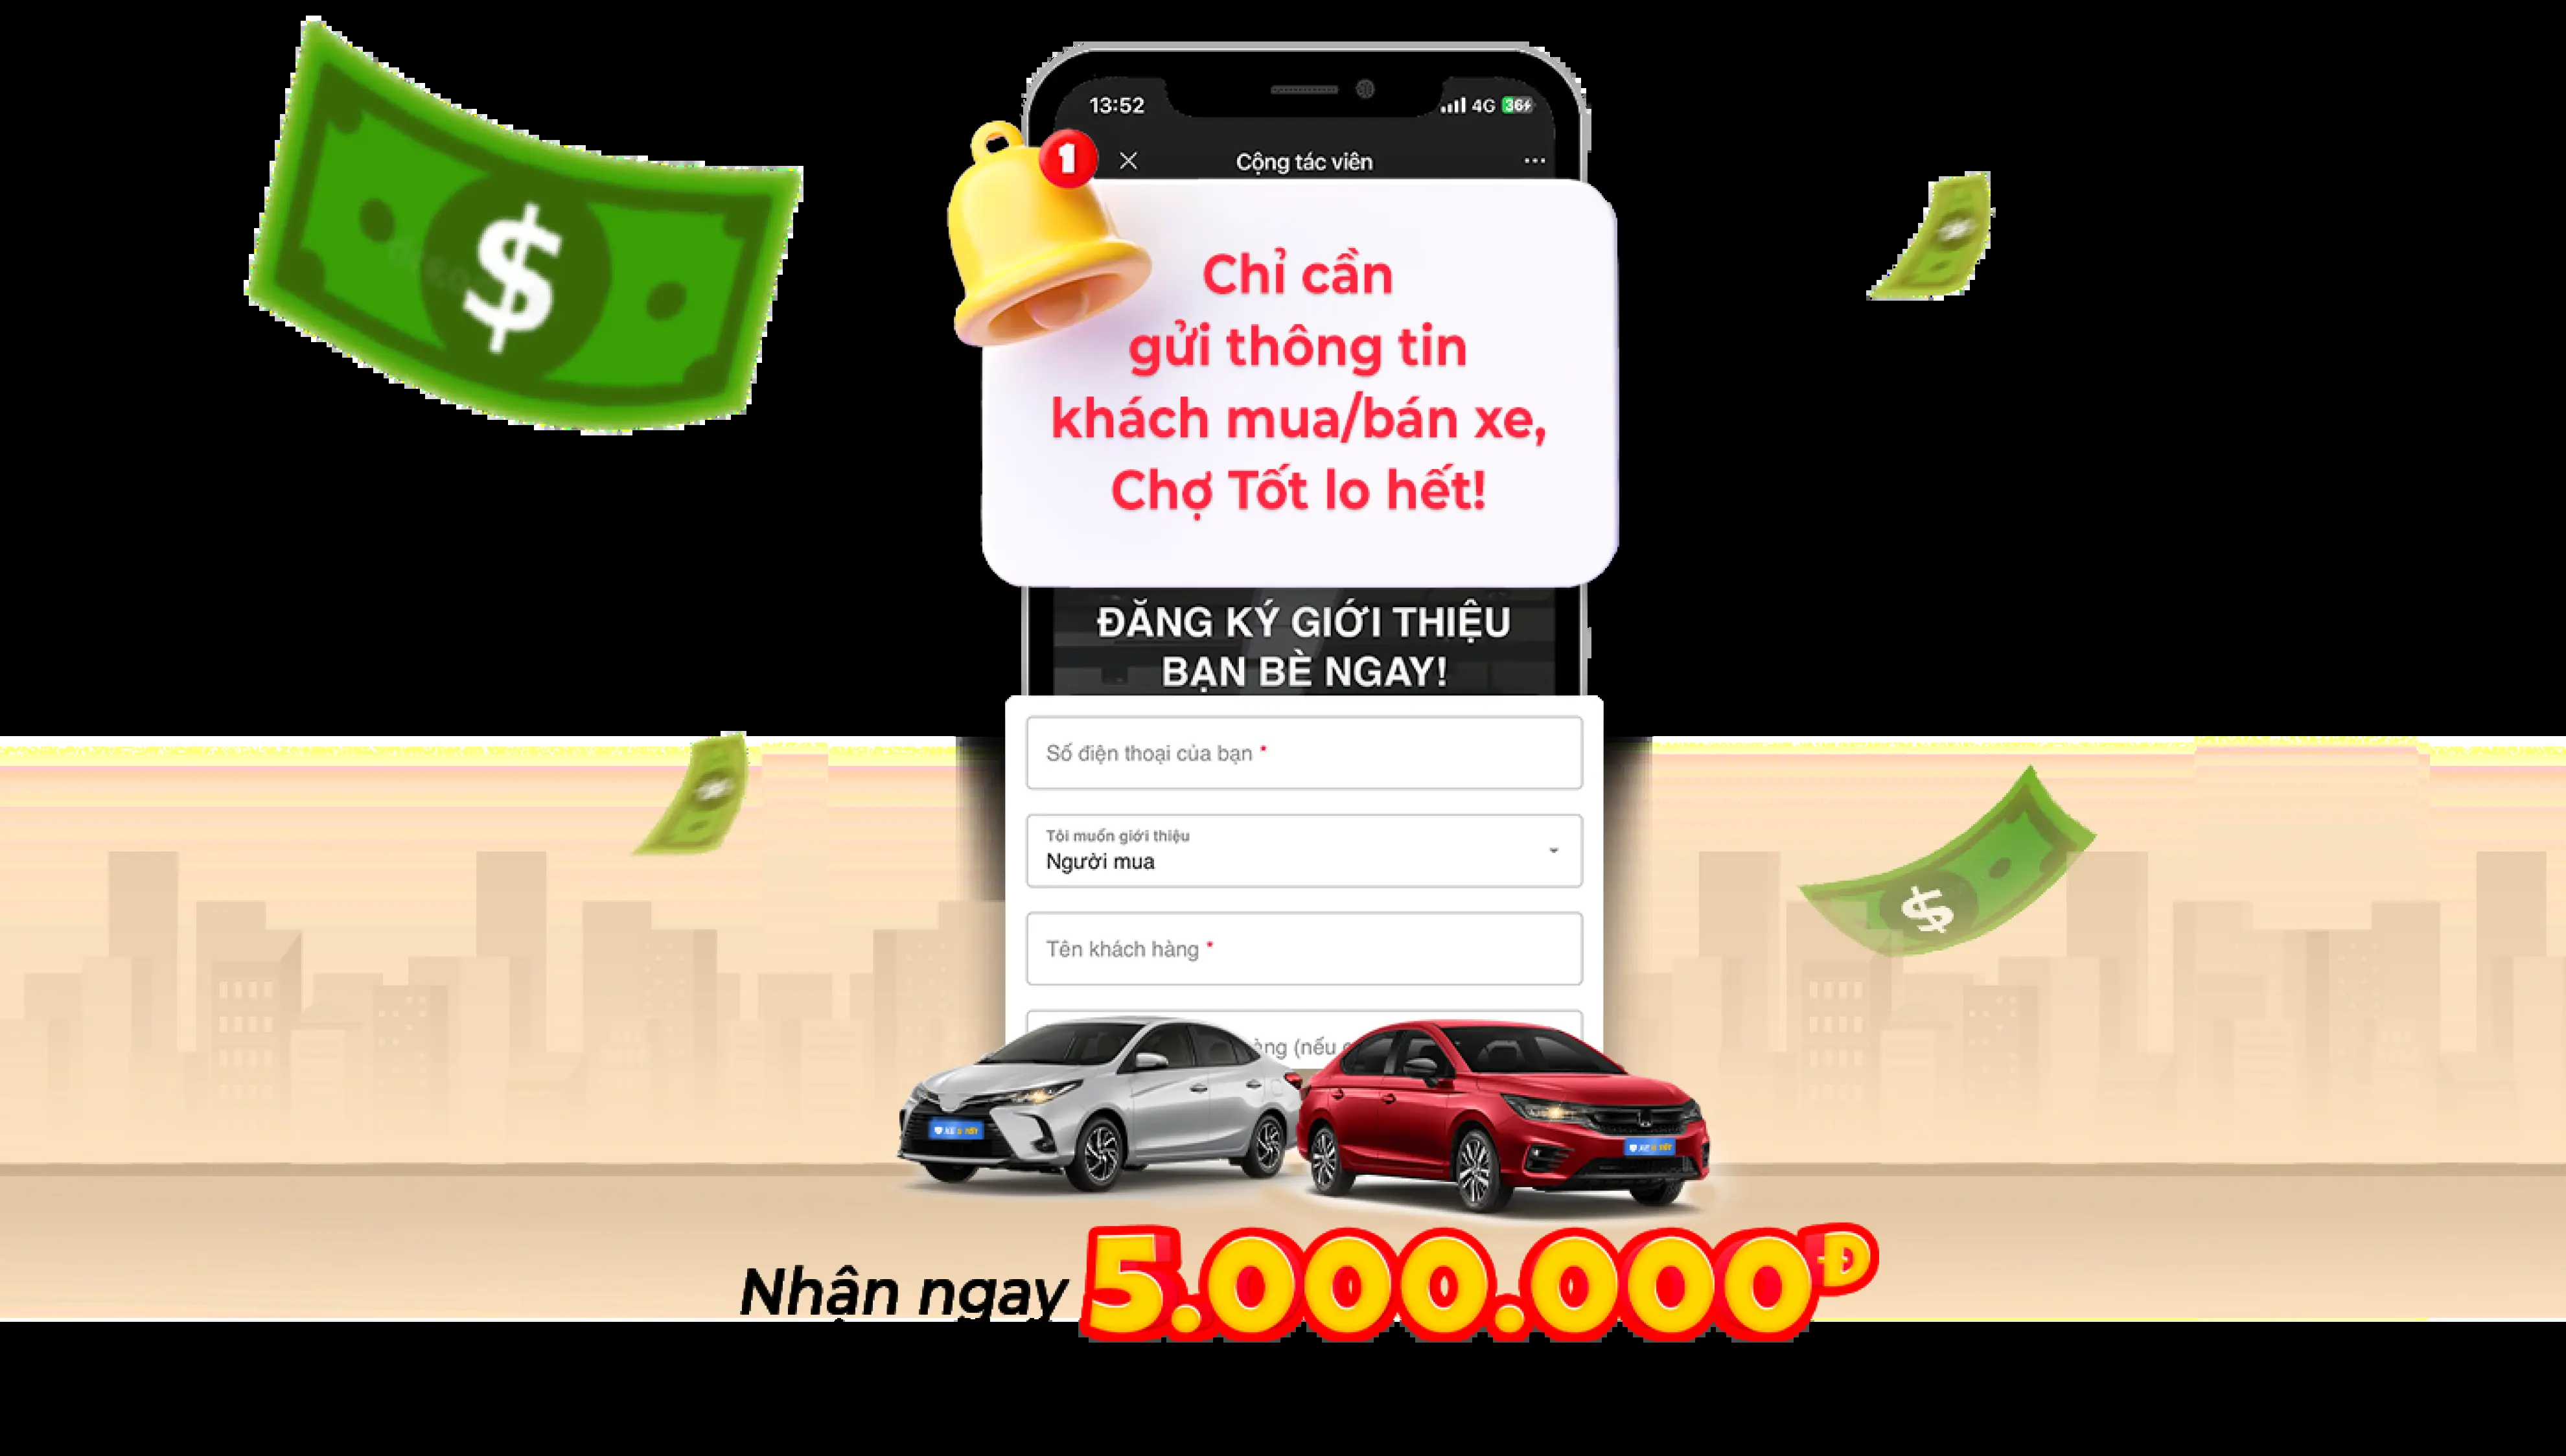 13:52
4G 36
1
Cộng tác viên
Chỉ cần
gửi thông tin
khách mua/bán xe,
Chợ Tốt lo hết!
ĐĂNG KÝ GIỚI THIỆU
BẠN BÈ NGAY!
Số điện thoại của bạn *
Tôi muốn giới thiệu
Người mua
Tên khách hàng *
(nếu
Nhận ngay 5.000.000Đ